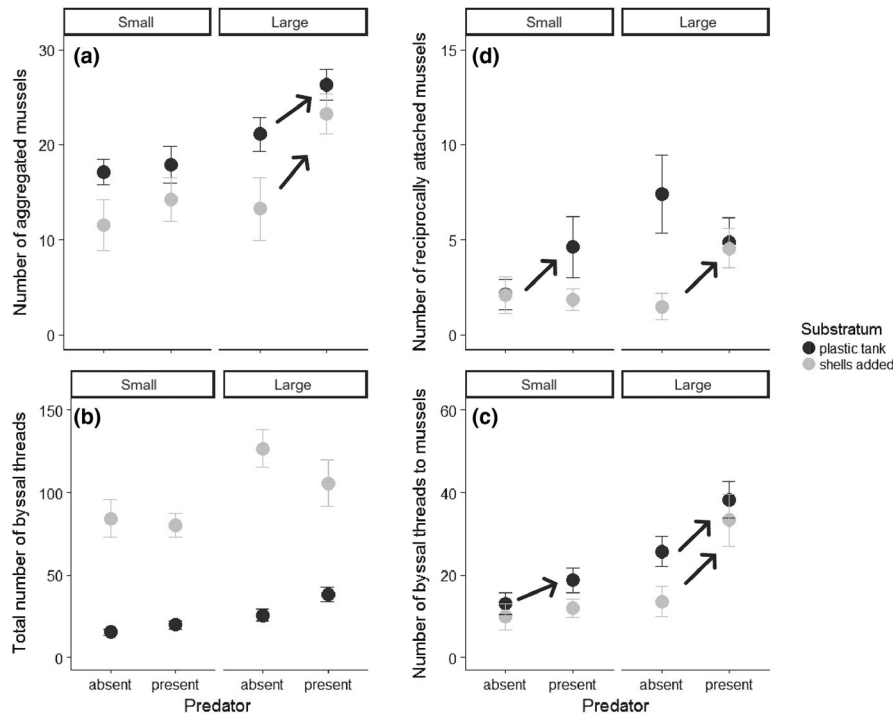 Small Large
(a)
Number of aggregated mussels
30
20
10
0
Small Large
(d)
Number of reciprocally attached mussels
15
10
5
0
Substratum
plastic tank
shells added
Small Large
(b)
Total number of byssal threads
150
100
50
0
absent present absent present
Predator
Small Large
(c)
Number of byssal threads to mussels
60
40
20
0
absent present absent present
Predator